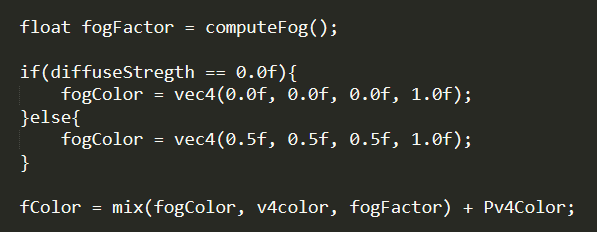 float fogFactor = computeFog();
if(diffuseStregth == 0.0f){
fogColor = vec4(0.0f, 0.0f, 0.0f, 1.0f);
}else{
fogColor = vec4(0.5f, 0.5f, 0.5f, 1.0f);
}
fColor = mix(fogColor, v4color, fogFactor) + Pv4Color;